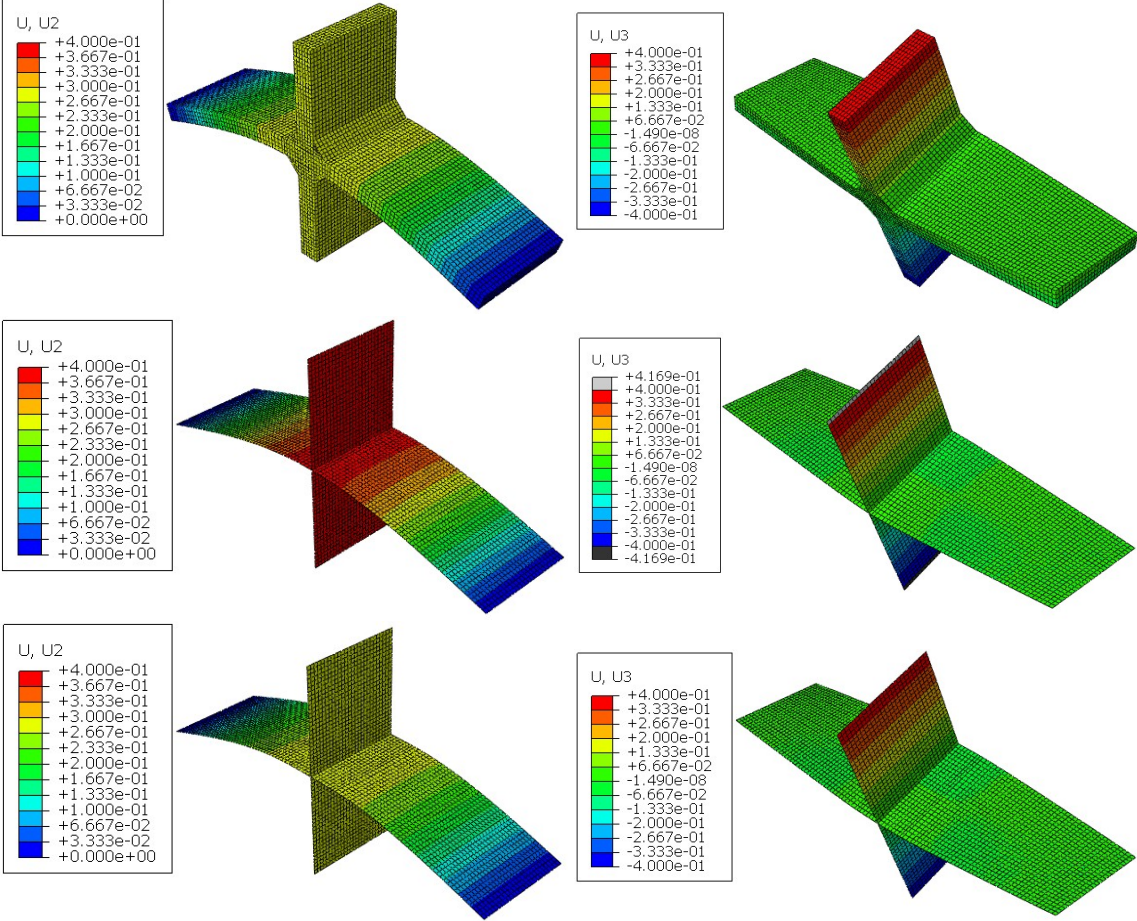 U, U2
+4.000e-01
+3.667e-01
+3.333e-01
+3.000e-01
+2.667e-01
+2.333e-01
+2.000e-01
+1.667e-01
+1.333e-01
+1.000e-01
+6.667e-02
+3.333e-02
+0.000e+00
U, U3
+4.000e-01
+3.333e-01
+2.667e-01
+2.000e-01
+1.333e-01
+6.667e-02
-1.490e-08
-6.667e-02
-1.333e-01
-2.000e-01
-2.667e-01
-3.333e-01
-4.000e-01
U, U2
+4.000e-01
+3.667e-01
+3.333e-01
+3.000e-01
+2.667e-01
+2.333e-01
+2.000e-01
+1.667e-01
+1.333e-01
+1.000e-01
+6.667e-02
+3.333e-02
+0.000e+00
U, U3
+4.169e-01
+4.000e-01
+3.333e-01
+2.667e-01
+2.000e-01
+1.333e-01
+6.667e-02
-1.490e-08
-6.667e-02
-1.333e-01
-2.000e-01
-2.667e-01
-3.333e-01
-4.000e-01
-4.169e-01
U, U2
+4.000e-01
+3.667e-01
+3.333e-01
+3.000e-01
+2.667e-01
+2.333e-01
+2.000e-01
+1.667e-01
+1.333e-01
+1.000e-01
+6.667e-02
+3.333e-02
+0.000e+00
U, U3
+4.000e-01
+3.333e-01
+2.667e-01
+2.000e-01
+1.333e-01
+6.667e-02
-1.490e-08
-6.667e-02
-1.333e-01
-2.000e-01
-2.667e-01
-3.333e-01
-4.000e-01